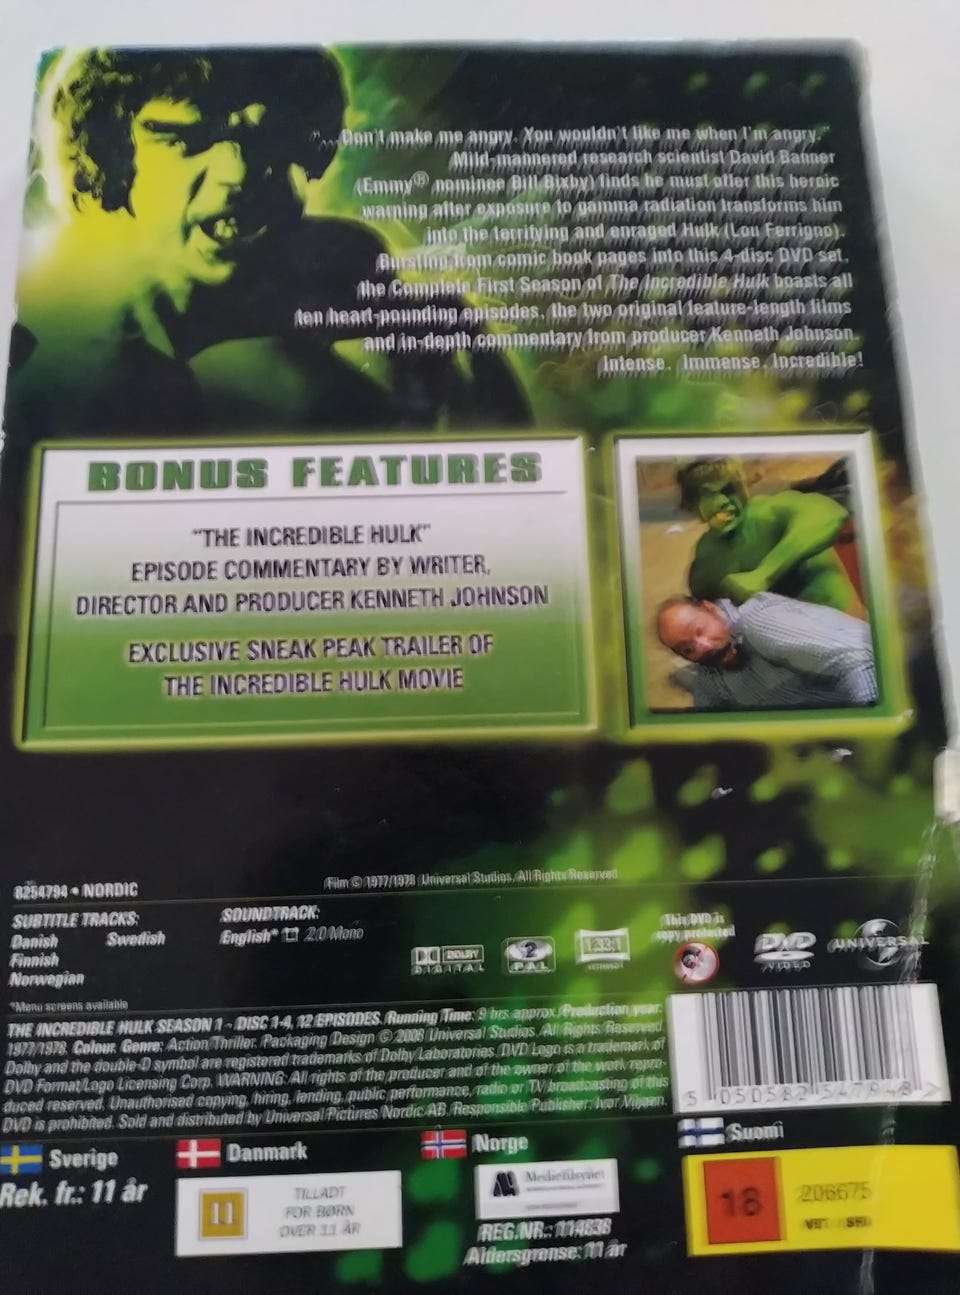 "...Don't make me angry. You wouldn't like me when I'm angry."
Mild-mannered research scientist David Banner
(Emmy® nominee Bill Bixby) finds he must offer this heroic
warning after exposure to gamma radiation transforms him
into the terrifying and enraged Hulk (Lou Ferrigno).
Bursting from comic book pages into this 4-disc DVD set,
the Complete First Season of The Incredible Hulk boasts all
ten heart-pounding episodes, the two original feature-length films
and in-depth commentary from producer Kenneth Johnson.
Intense. Immense. Incredible!
BONUS FEATURES
"THE INCREDIBLE HULK"
EPISODE COMMENTARY BY WRITER,
DIRECTOR AND PRODUCER KENNETH JOHNSON
EXCLUSIVE SNEAK PEAK TRAILER OF
THE INCREDIBLE HULK MOVIE
8254794 • NORDIC
Film © 1977/1978 Universal Studios. All Rights Reserved
SUBTITLE TRACKS:
Danish Swedish
Finnish
Norwegian
*Menu screens available
SOUNDTRACK:
English* 2.0 Mono
DOLBY
DIGITAL
2
PAL
1.33:1
This DVD is
copy protected
DVD
VIDEO
UNIVERSAL
THE INCREDIBLE HULK SEASON 1 - DISC 1-4, 12 EPISODES. Running Time: 9 hrs approx. Production year:
1977/1978. Colour. Genre: Action/Thriller. Packaging Design © 2008 Universal Studios. All Rights Reserved.
Dolby and the double-D symbol are registered trademarks of Dolby Laboratories. DVD Logo is a trademark of
DVD Format/Logo Licensing Corp. WARNING: All rights of the producer and of the owner of the work repro-
duced reserved. Unauthorised copying, hiring, lending, public performance, radio or TV broadcasting of this
DVD is prohibited. Sold and distributed by Universal Pictures Nordic AB. Responsible Publisher: Ivor Viljoen.
5 050582 547948 >
Sverige
Rek. fr.: 11 år
Danmark
11
TILLADT
FOR BØRN
OVER 11 ÅR
Norge
Medietilsynet
REG.NR.: 114838
Aldersgrense: 11 år
Suomi
18
206675